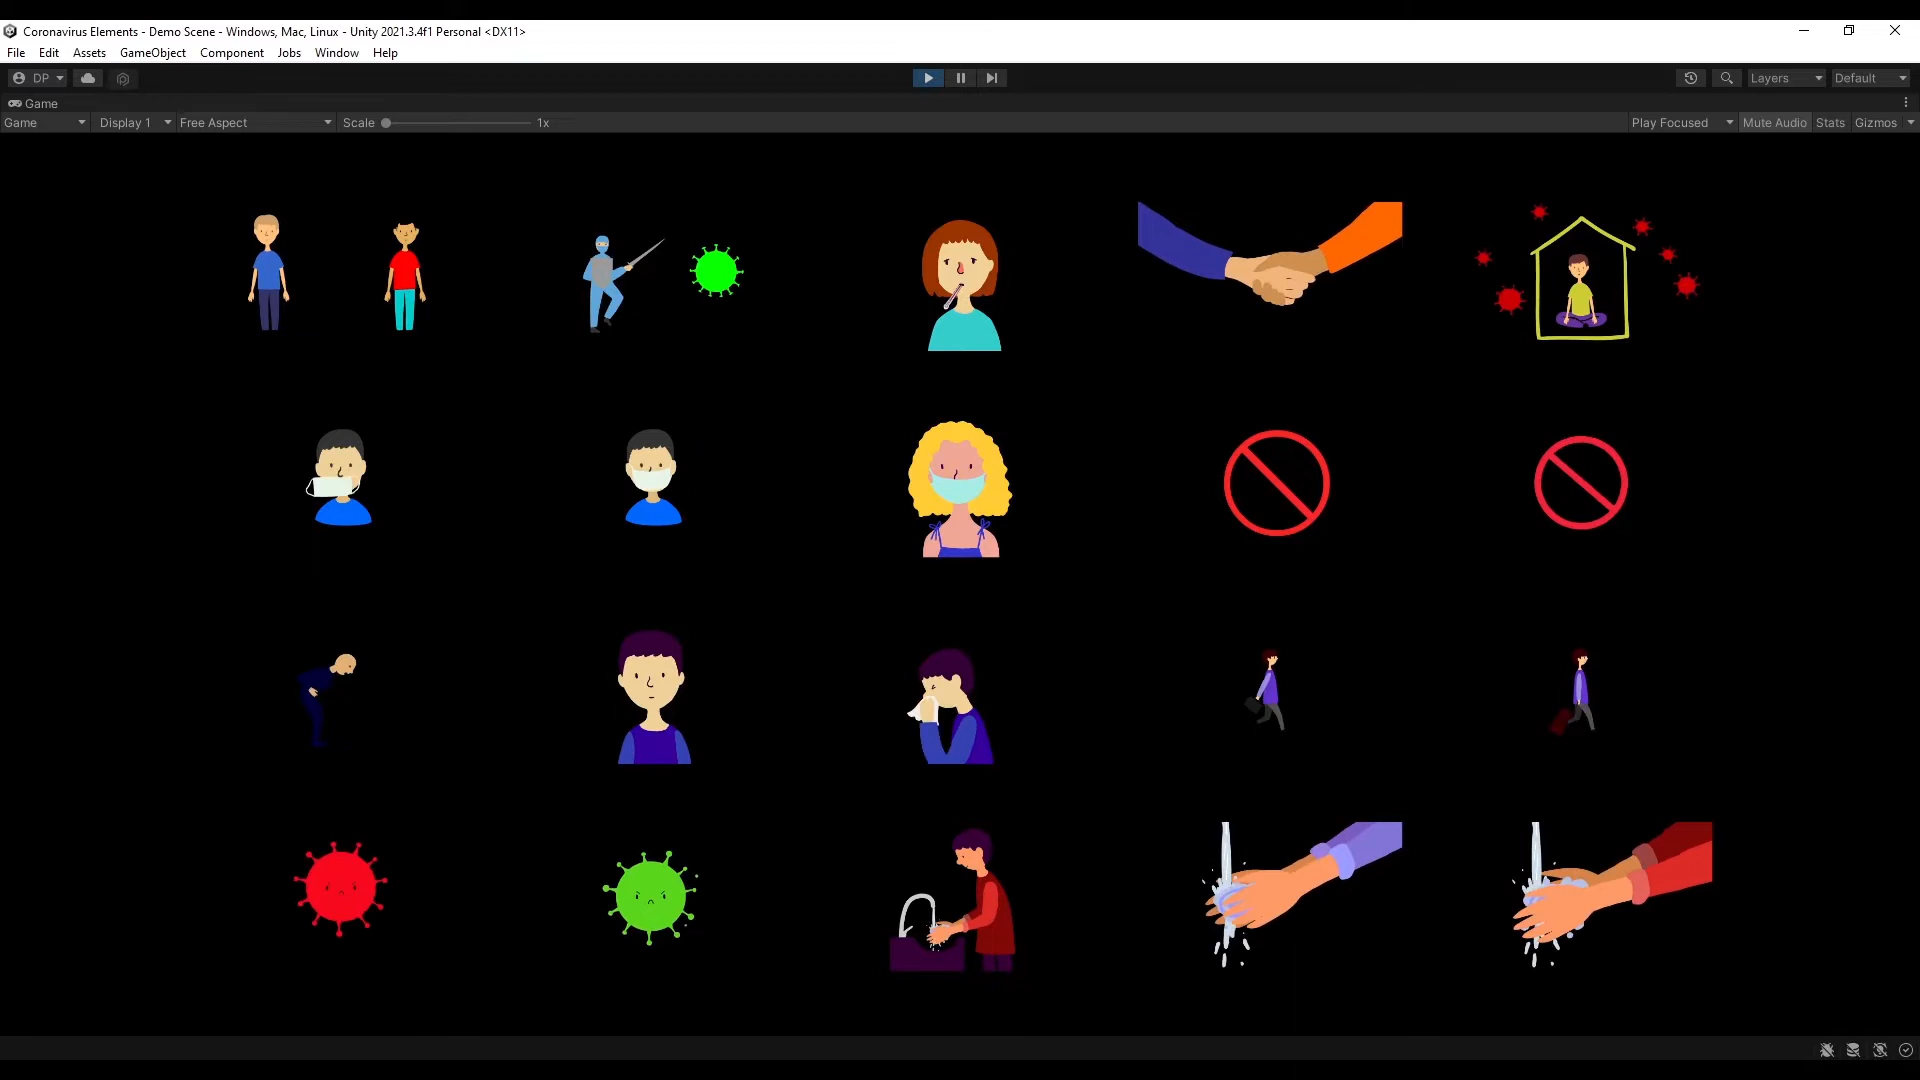 Coronavirus Elements - Demo Scene - Windows, Mac, Linux - Unity 2021.3.4f1 Personal <DX11>
File Edit Assets GameObject Component Jobs Window Help
DP Layers Default
Game
Game Display 1 Free Aspect Scale 1x Play Focused Mute Audio Stats Gizmos